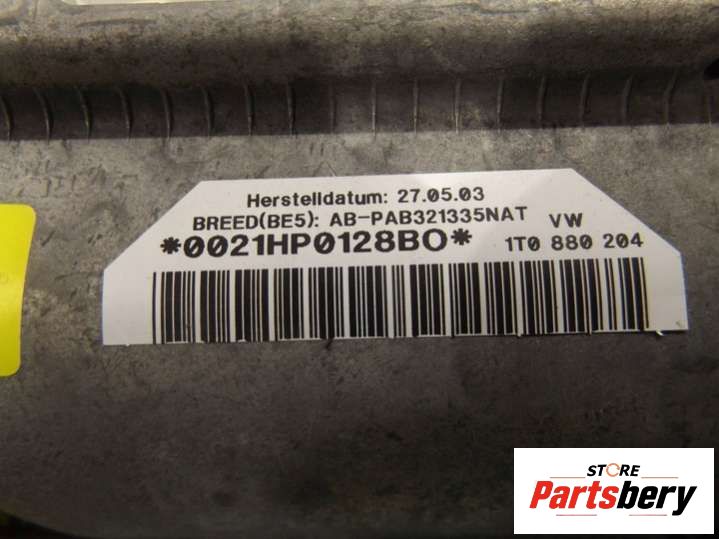 Herstelldatum: 27.05.03
BREED(BE5): AB-PAB321335NAT VW
*0021HP0128BO* 1T0 880 204
STORE
Partsbery